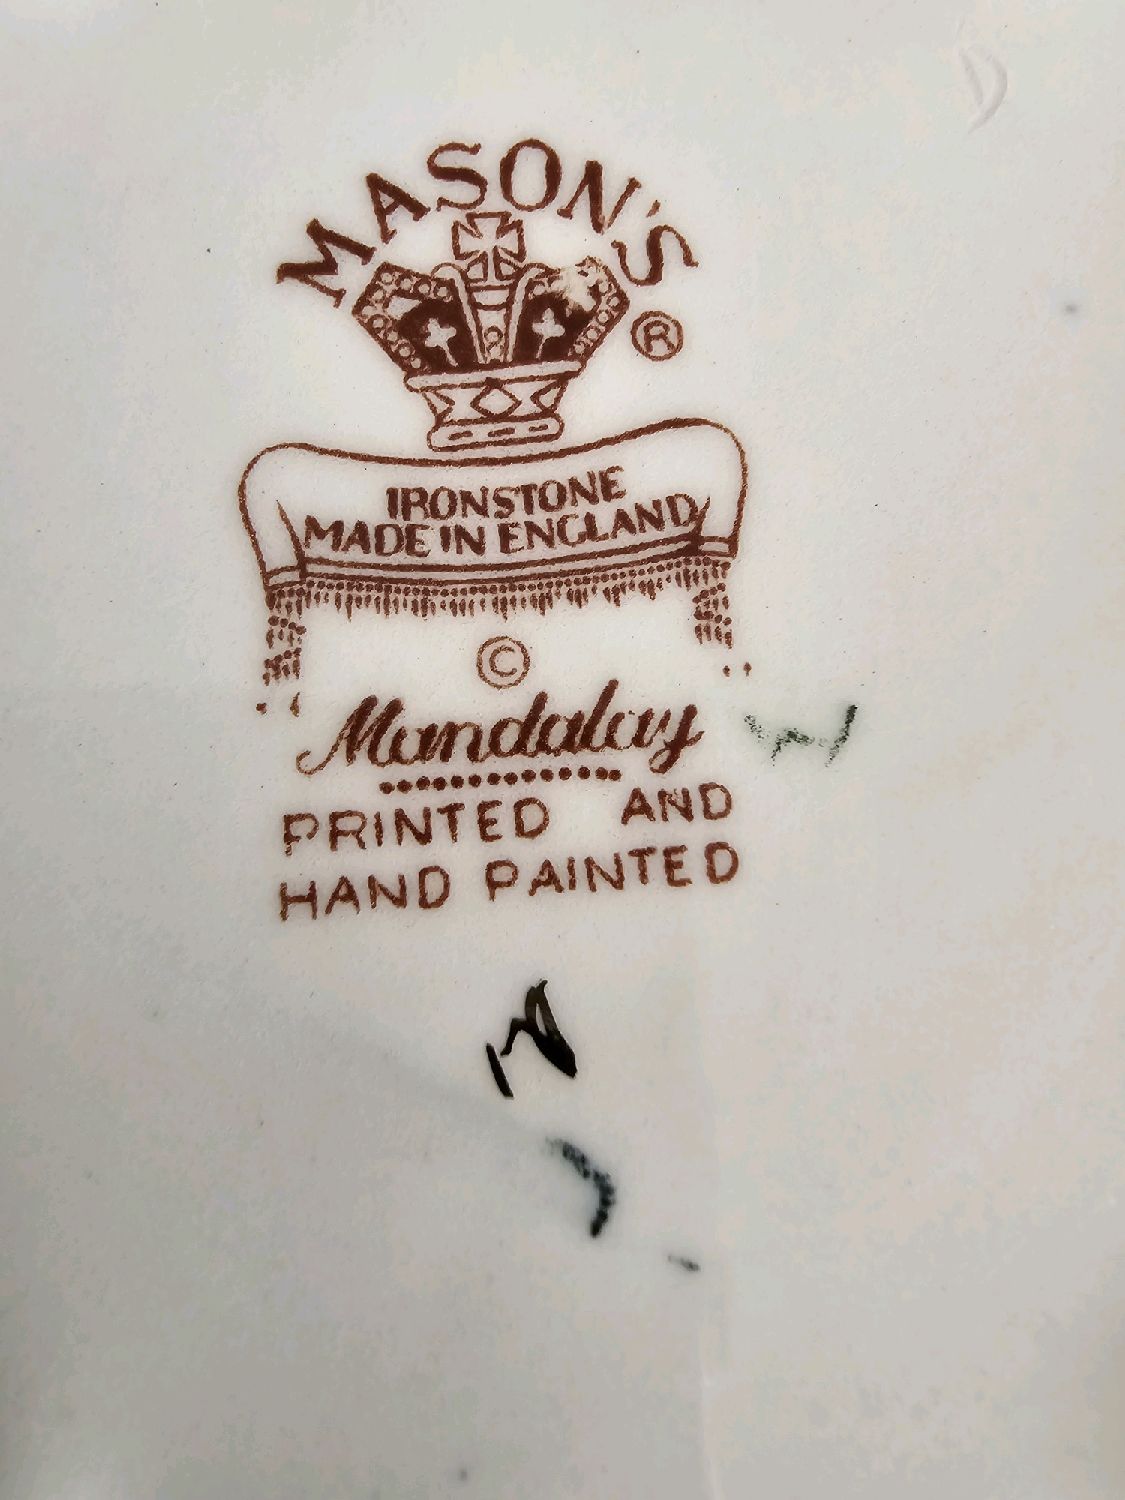 MASON'S
®
IRONSTONE
MADE IN ENGLAND
©
Mandalay
PRINTED AND
HAND PAINTED